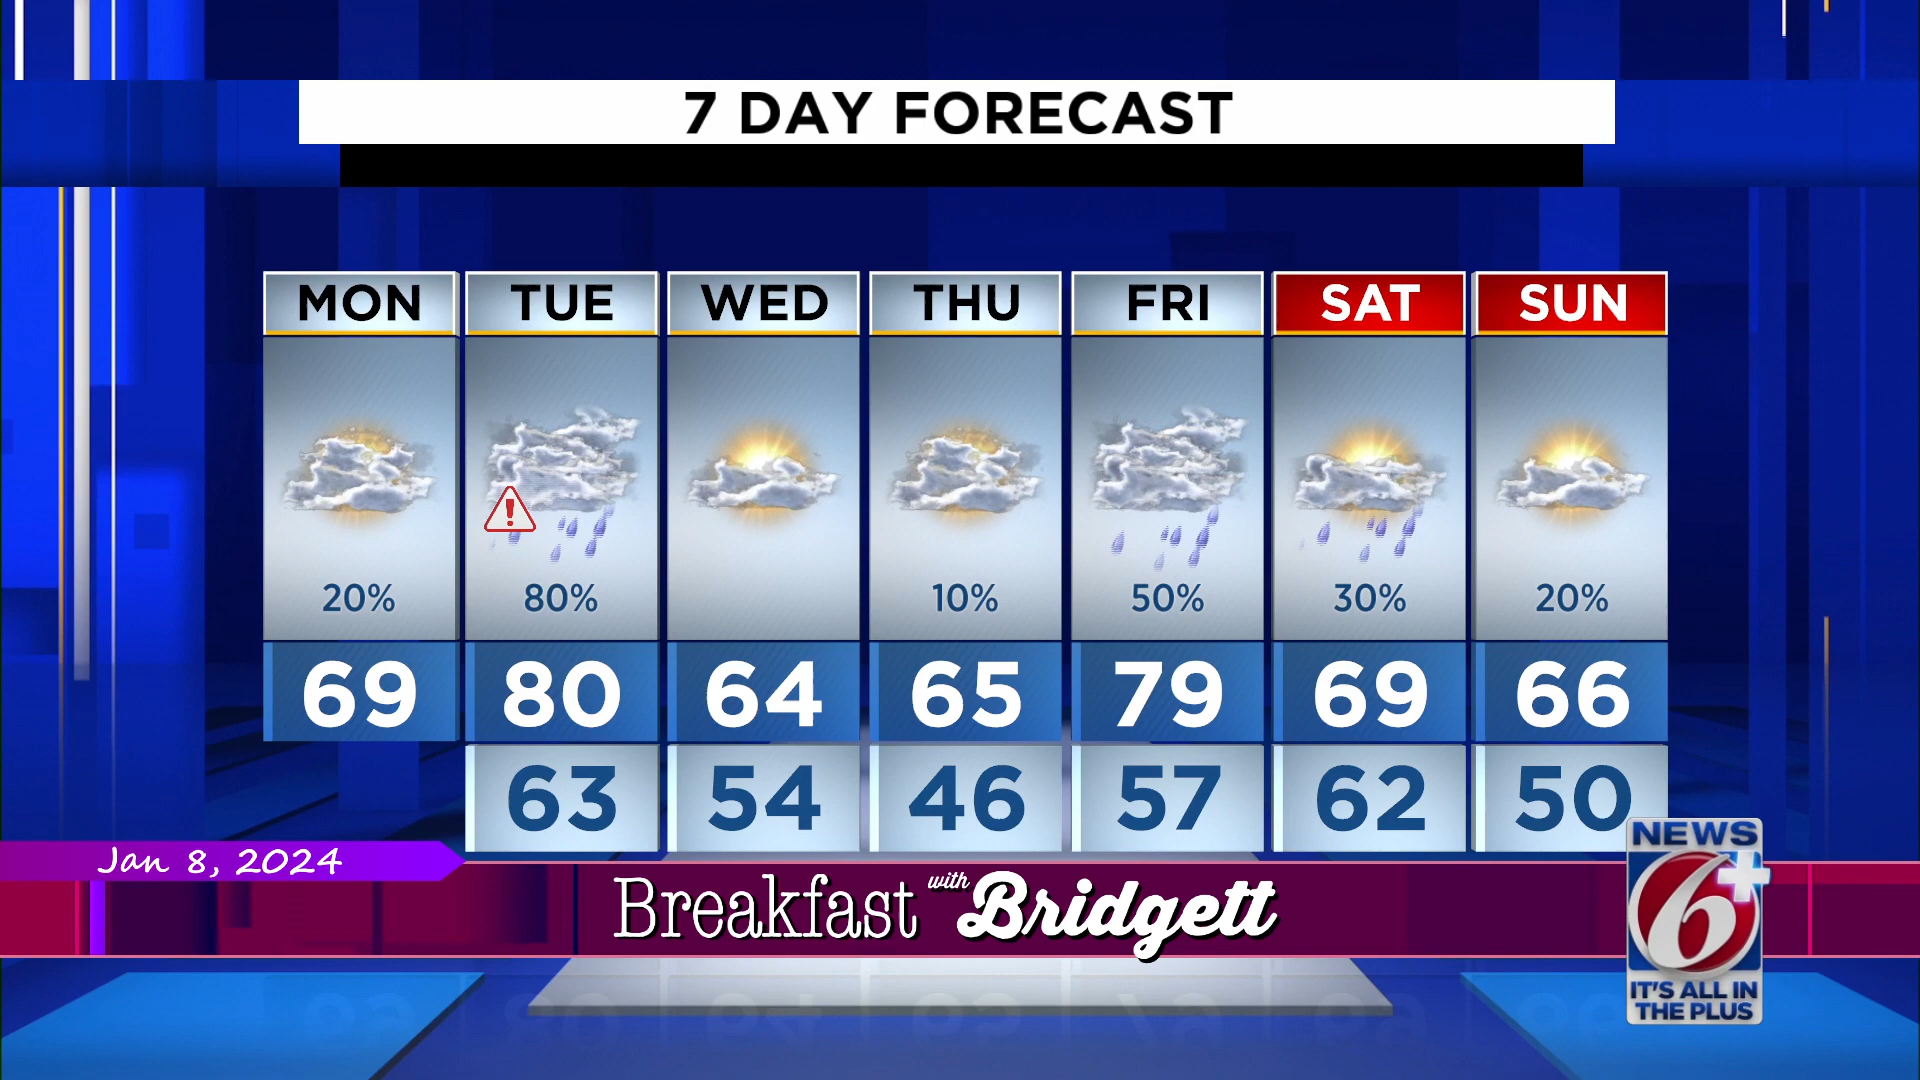 7 DAY FORECAST
MON TUE WED THU FRI SAT SUN
20% 80% 10% 50% 30% 20%
69 80 64 65 79 69 66
63 54 46 57 62 50
Jan 8, 2024
Breakfast with Bridgett
NEWS
6+
IT'S ALL IN
THE PLUS